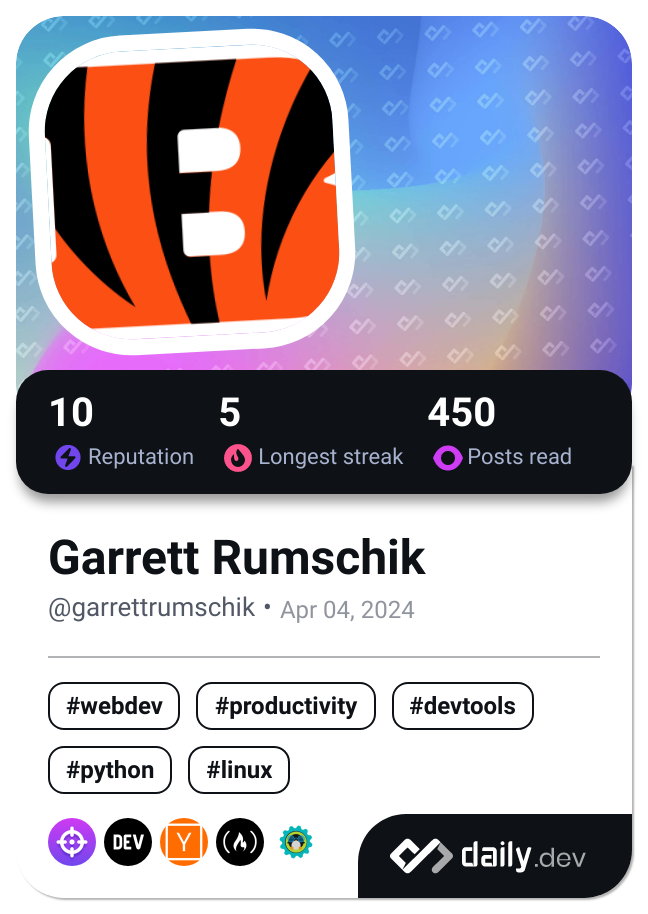 B
10 5 450
Reputation Longest streak Posts read
Garrett Rumschik
@garrettrumschik • Apr 04, 2024
#webdev #productivity #devtools
#python #linux
DEV Y
daily.dev